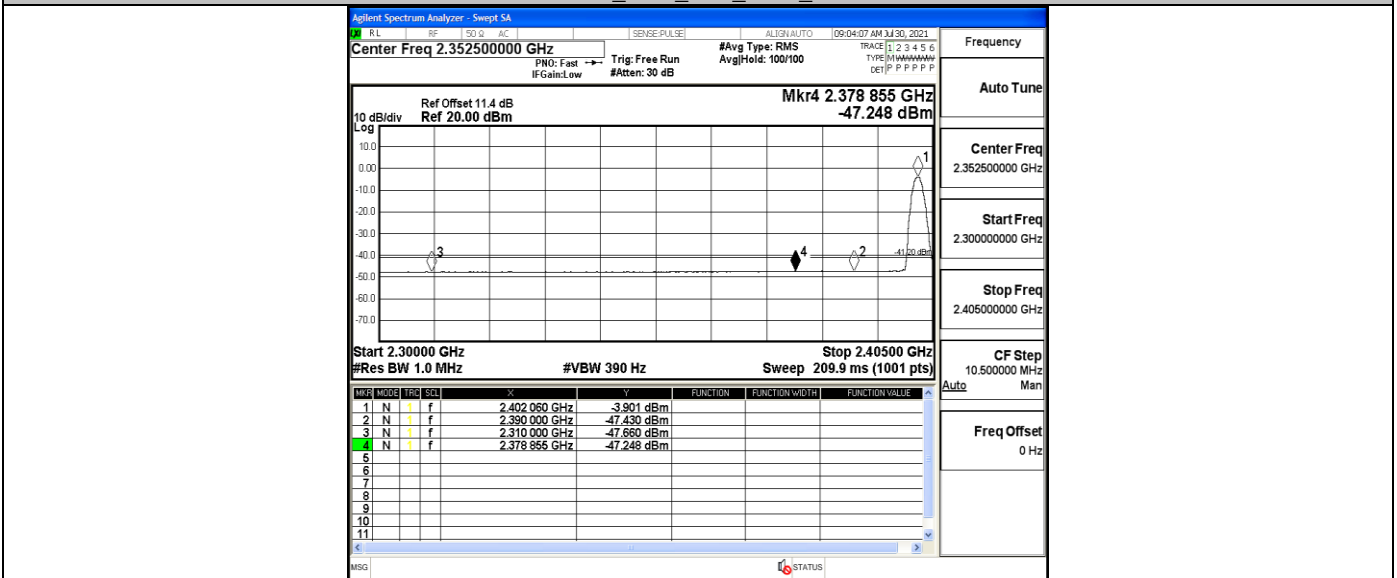 Agilent Spectrum Analyzer - Swept SA
RL RF 50 Ω AC SENSE:PULSE ALIGN AUTO 09:04:07 AM Jul 30, 2021
Center Freq 2.352500000 GHz
PNO: Fast
IFGain:Low
Trig: Free Run
#Atten: 30 dB
#Avg Type: RMS
Avg|Hold: 100/100
TRACE 1 2 3 4 5 6
TYPE M
DET P P P P P P
Mkr4 2.378 855 GHz
-47.248 dBm
Ref Offset 11.4 dB
10 dB/div Ref 20.00 dBm
Log
10.0
0.00
-10.0
-20.0
-30.0
-40.0
-50.0
-60.0
-70.0
1
3
4
2
-41.20 dBm
Start 2.30000 GHz Stop 2.40500 GHz
#Res BW 1.0 MHz #VBW 390 Hz Sweep 209.9 ms (1001 pts)
MKR MODE TRC SCL X Y FUNCTION FUNCTION WIDTH FUNCTION VALUE
1 N 1 f 2.402 060 GHz -3.901 dBm
2 N 1 f 2.390 000 GHz -47.430 dBm
3 N 1 f 2.310 000 GHz -47.660 dBm
4 N 1 f 2.378 855 GHz -47.248 dBm
5
6
7
8
9
10
11
MSG STATUS
Frequency
Auto Tune
Center Freq
2.352500000 GHz
Start Freq
2.300000000 GHz
Stop Freq
2.405000000 GHz
CF Step
10.500000 MHz
Auto Man
Freq Offset
0 Hz